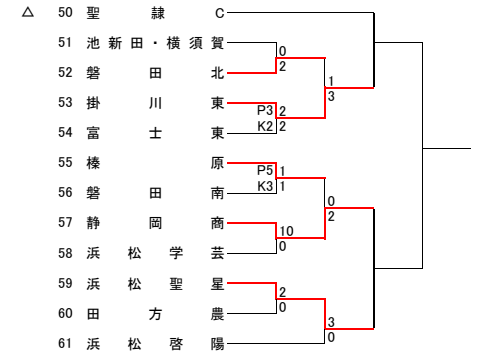 △ 50 聖 隷 C
51 池 新 田 ・ 横 須 賀
0
52 磐 田 北
2
1
3
53 掛 川 東
P3 2
K2 2
54 富 士 東
55 榛 原
P5 1
K3 1
56 磐 田 南
0
2
57 静 岡 商
10
0
58 浜 松 学 芸
59 浜 松 聖 星
2
0
60 田 方 農
3
0
61 浜 松 啓 陽